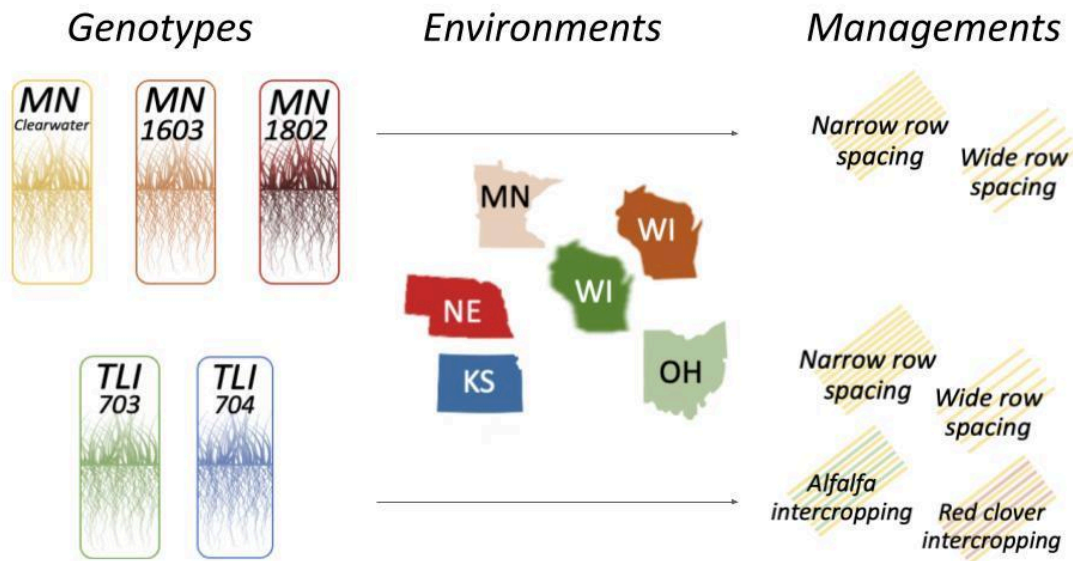 Genotypes
Environments
Managements
MN
Clearwater
MN
1603
MN
1802
Narrow row
spacing
Wide row
spacing
MN
WI
WI
NE
KS
OH
TLI
703
TLI
704
Narrow row
spacing
Wide row
spacing
Alfalfa
intercropping
Red clover
intercropping